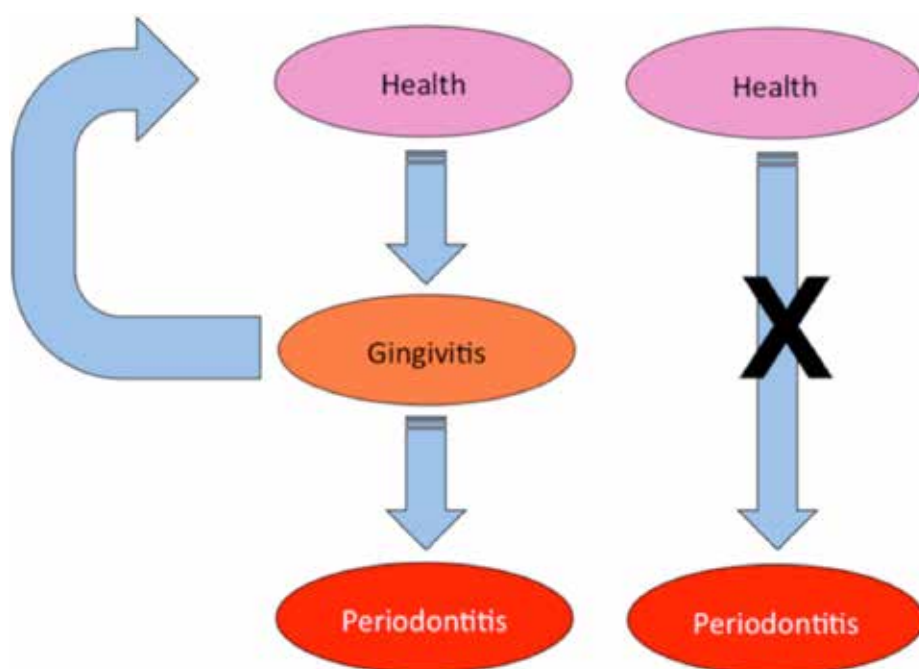 Health
Health
X
Gingivitis
Periodontitis
Periodontitis